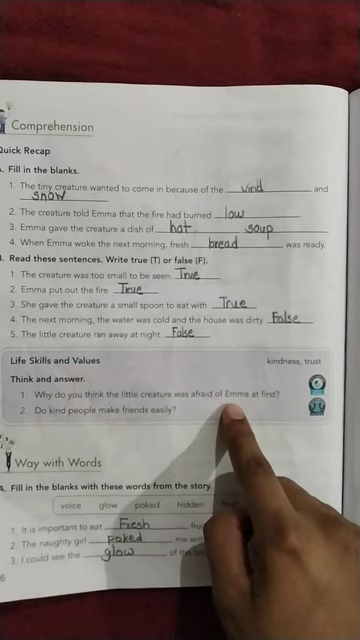 Comprehension
Quick Recap
A. Fill in the blanks.
1. The tiny creature wanted to come in because of the vind and
snow
2. The creature told Emma that the fire had burned low
3. Emma gave the creature a dish of hot soup
4. When Emma woke the next morning, fresh bread was ready.
B. Read these sentences. Write true (T) or false (F).
1. The creature was too small to be seen. True
2. Emma put out the fire. True
3. She gave the creature a small spoon to eat with. True
4. The next morning, the water was cold and the house was dirty. False
5. The little creature ran away at night. False
Life Skills and Values kindness, trust
Think and answer.
1. Why do you think the little creature was afraid of Emma at first?
2. Do kind people make friends easily?
Way with Words
A. Fill in the blanks with these words from the story.
voice glow poked hidden
1. It is important to eat Fresh
2. The naughty girl poked me
3. I could see the glow of the
6